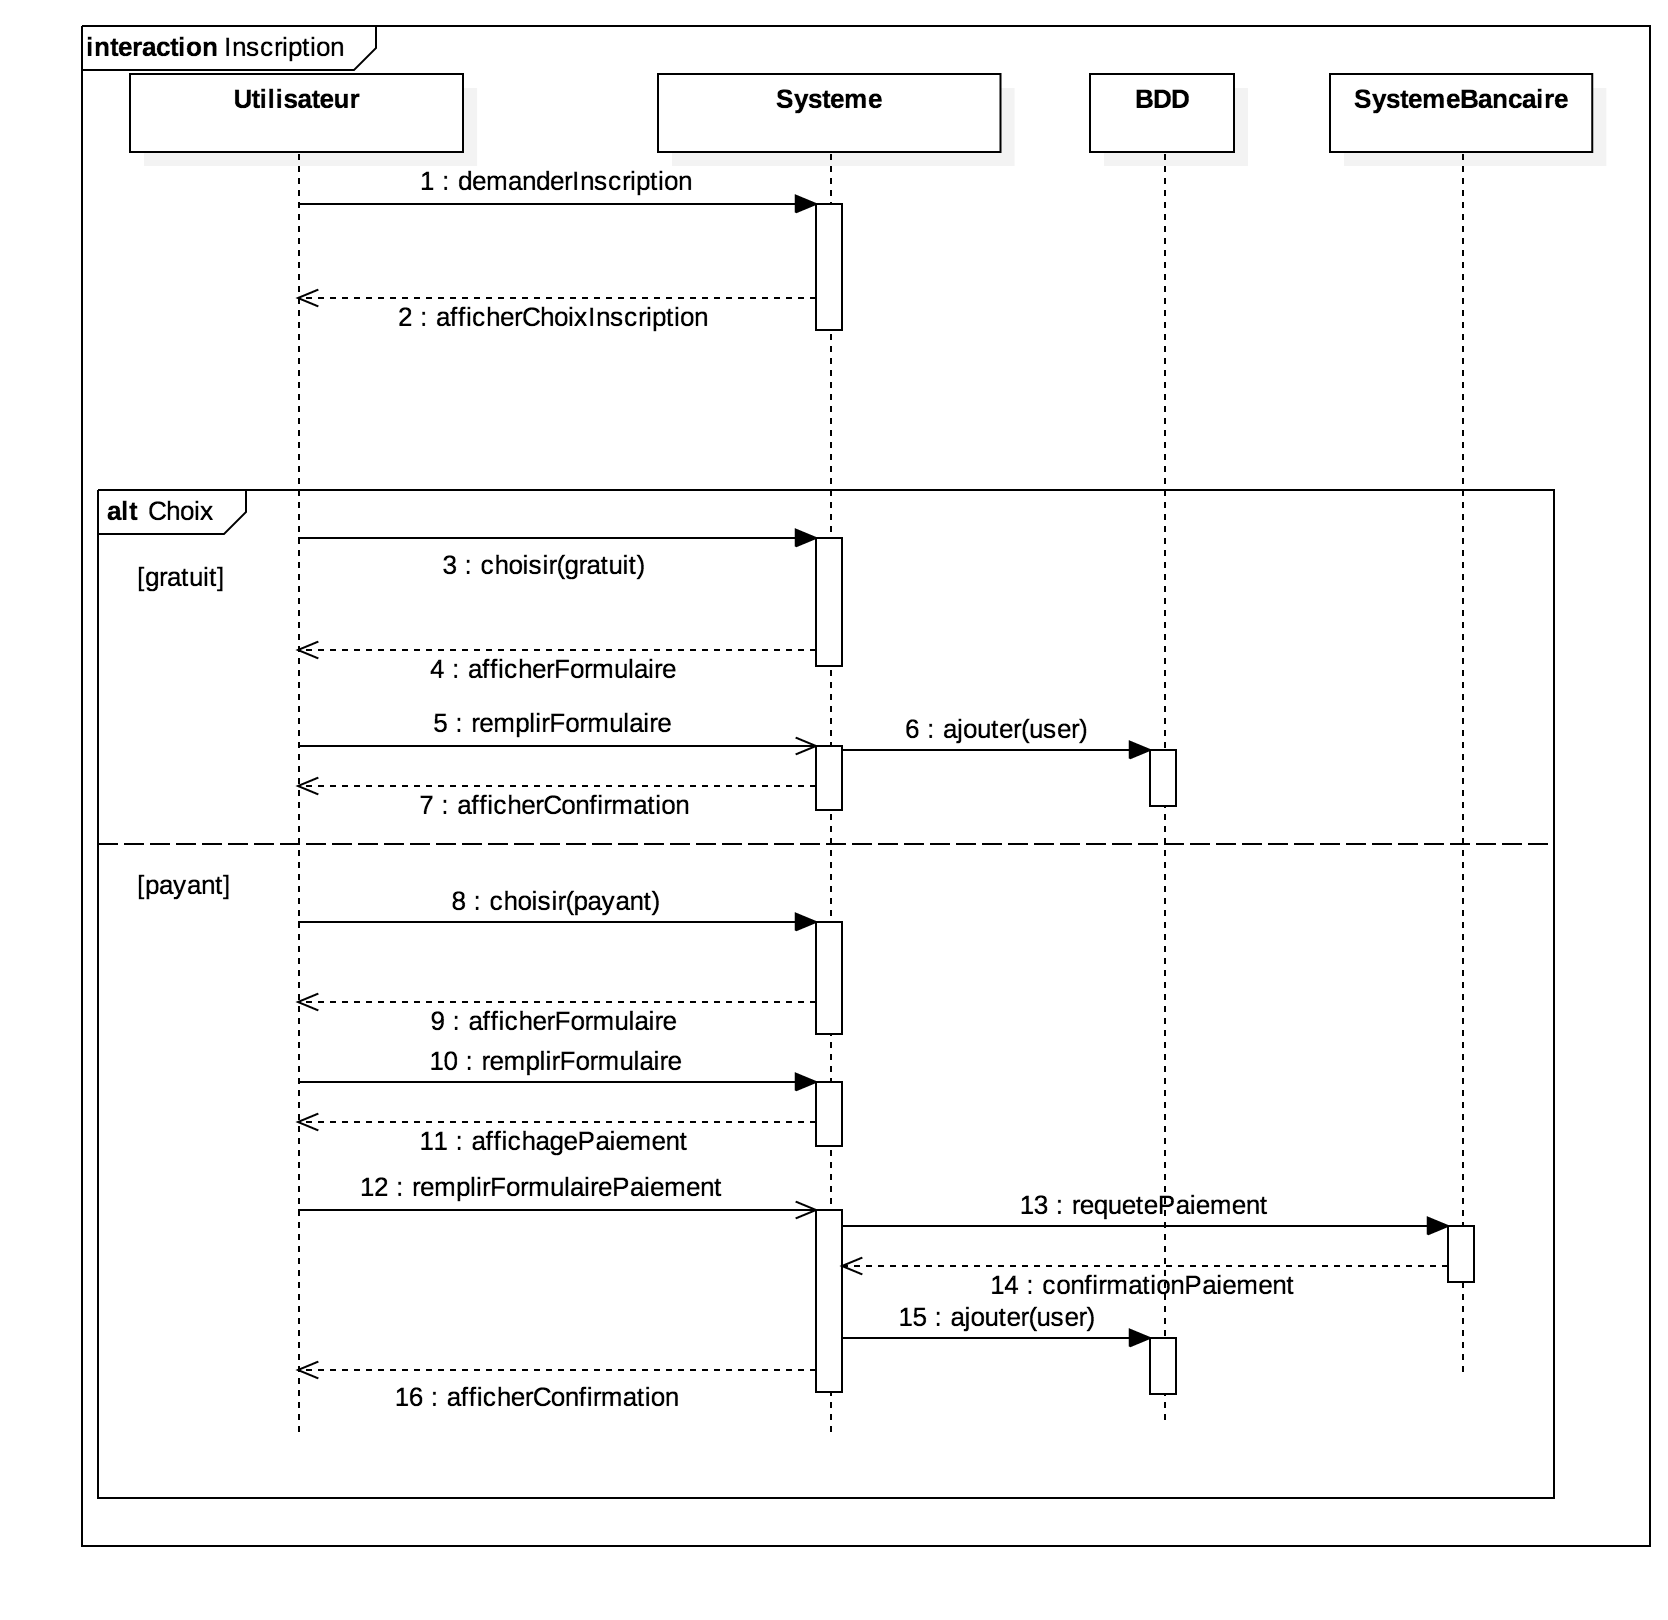 interaction Inscription
Utilisateur
Systeme
BDD
SystemeBancaire
1 : demanderInscription
2 : afficherChoixInscription
alt Choix
3 : choisir(gratuit)
[gratuit]
4 : afficherFormulaire
5 : remplirFormulaire
6 : ajouter(user)
7 : afficherConfirmation
[payant]
8 : choisir(payant)
9 : afficherFormulaire
10 : remplirFormulaire
11 : affichagePaiement
12 : remplirFormulairePaiement
13 : requetePaiement
14 : confirmationPaiement
15 : ajouter(user)
16 : afficherConfirmation